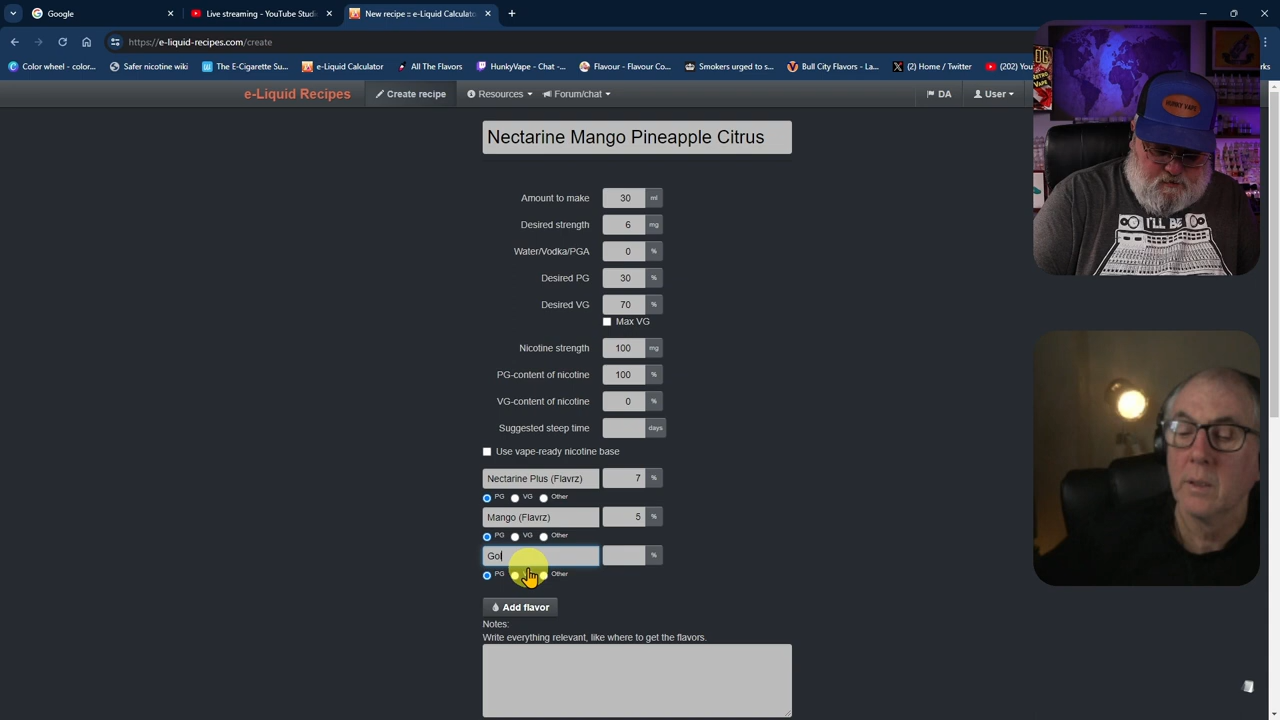 Google
Live streaming - YouTube Studi
New recipe :: e-Liquid Calculato
https://e-liquid-recipes.com/create
Color wheel - color...
Safer nicotine wiki
The E-Cigarette Su...
e-Liquid Calculator
All The Flavors
HunkyVape - Chat -...
Flavour - Flavour Co...
Smokers urged to s...
Bull City Flavors - La...
(2) Home / Twitter
(202) You
rks
e-Liquid Recipes
Create recipe
Resources
Forum/chat
DA
User
Nectarine Mango Pineapple Citrus
Amount to make 30 ml
Desired strength 6 mg
Water/Vodka/PGA 0 %
Desired PG 30 %
Desired VG 70 %
Max VG
Nicotine strength 100 mg
PG-content of nicotine 100 %
VG-content of nicotine 0 %
Suggested steep time days
Use vape-ready nicotine base
Nectarine Plus (Flavrz) 7 %
PG VG Other
Mango (Flavrz) 5 %
PG VG Other
Gol %
PG Other
Add flavor
Notes:
Write everything relevant, like where to get the flavors.
HUNKY VAPE
I'LL BE